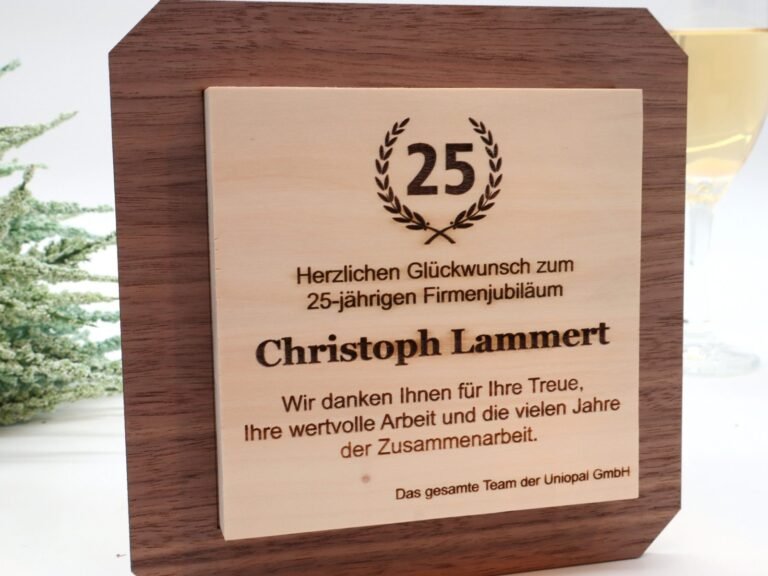 25
Herzlichen Glückwunsch zum
25-jährigen Firmenjubiläum
Christoph Lammert
Wir danken Ihnen für Ihre Treue,
Ihre wertvolle Arbeit und die vielen Jahre
der Zusammenarbeit.
Das gesamte Team der Uniopal GmbH